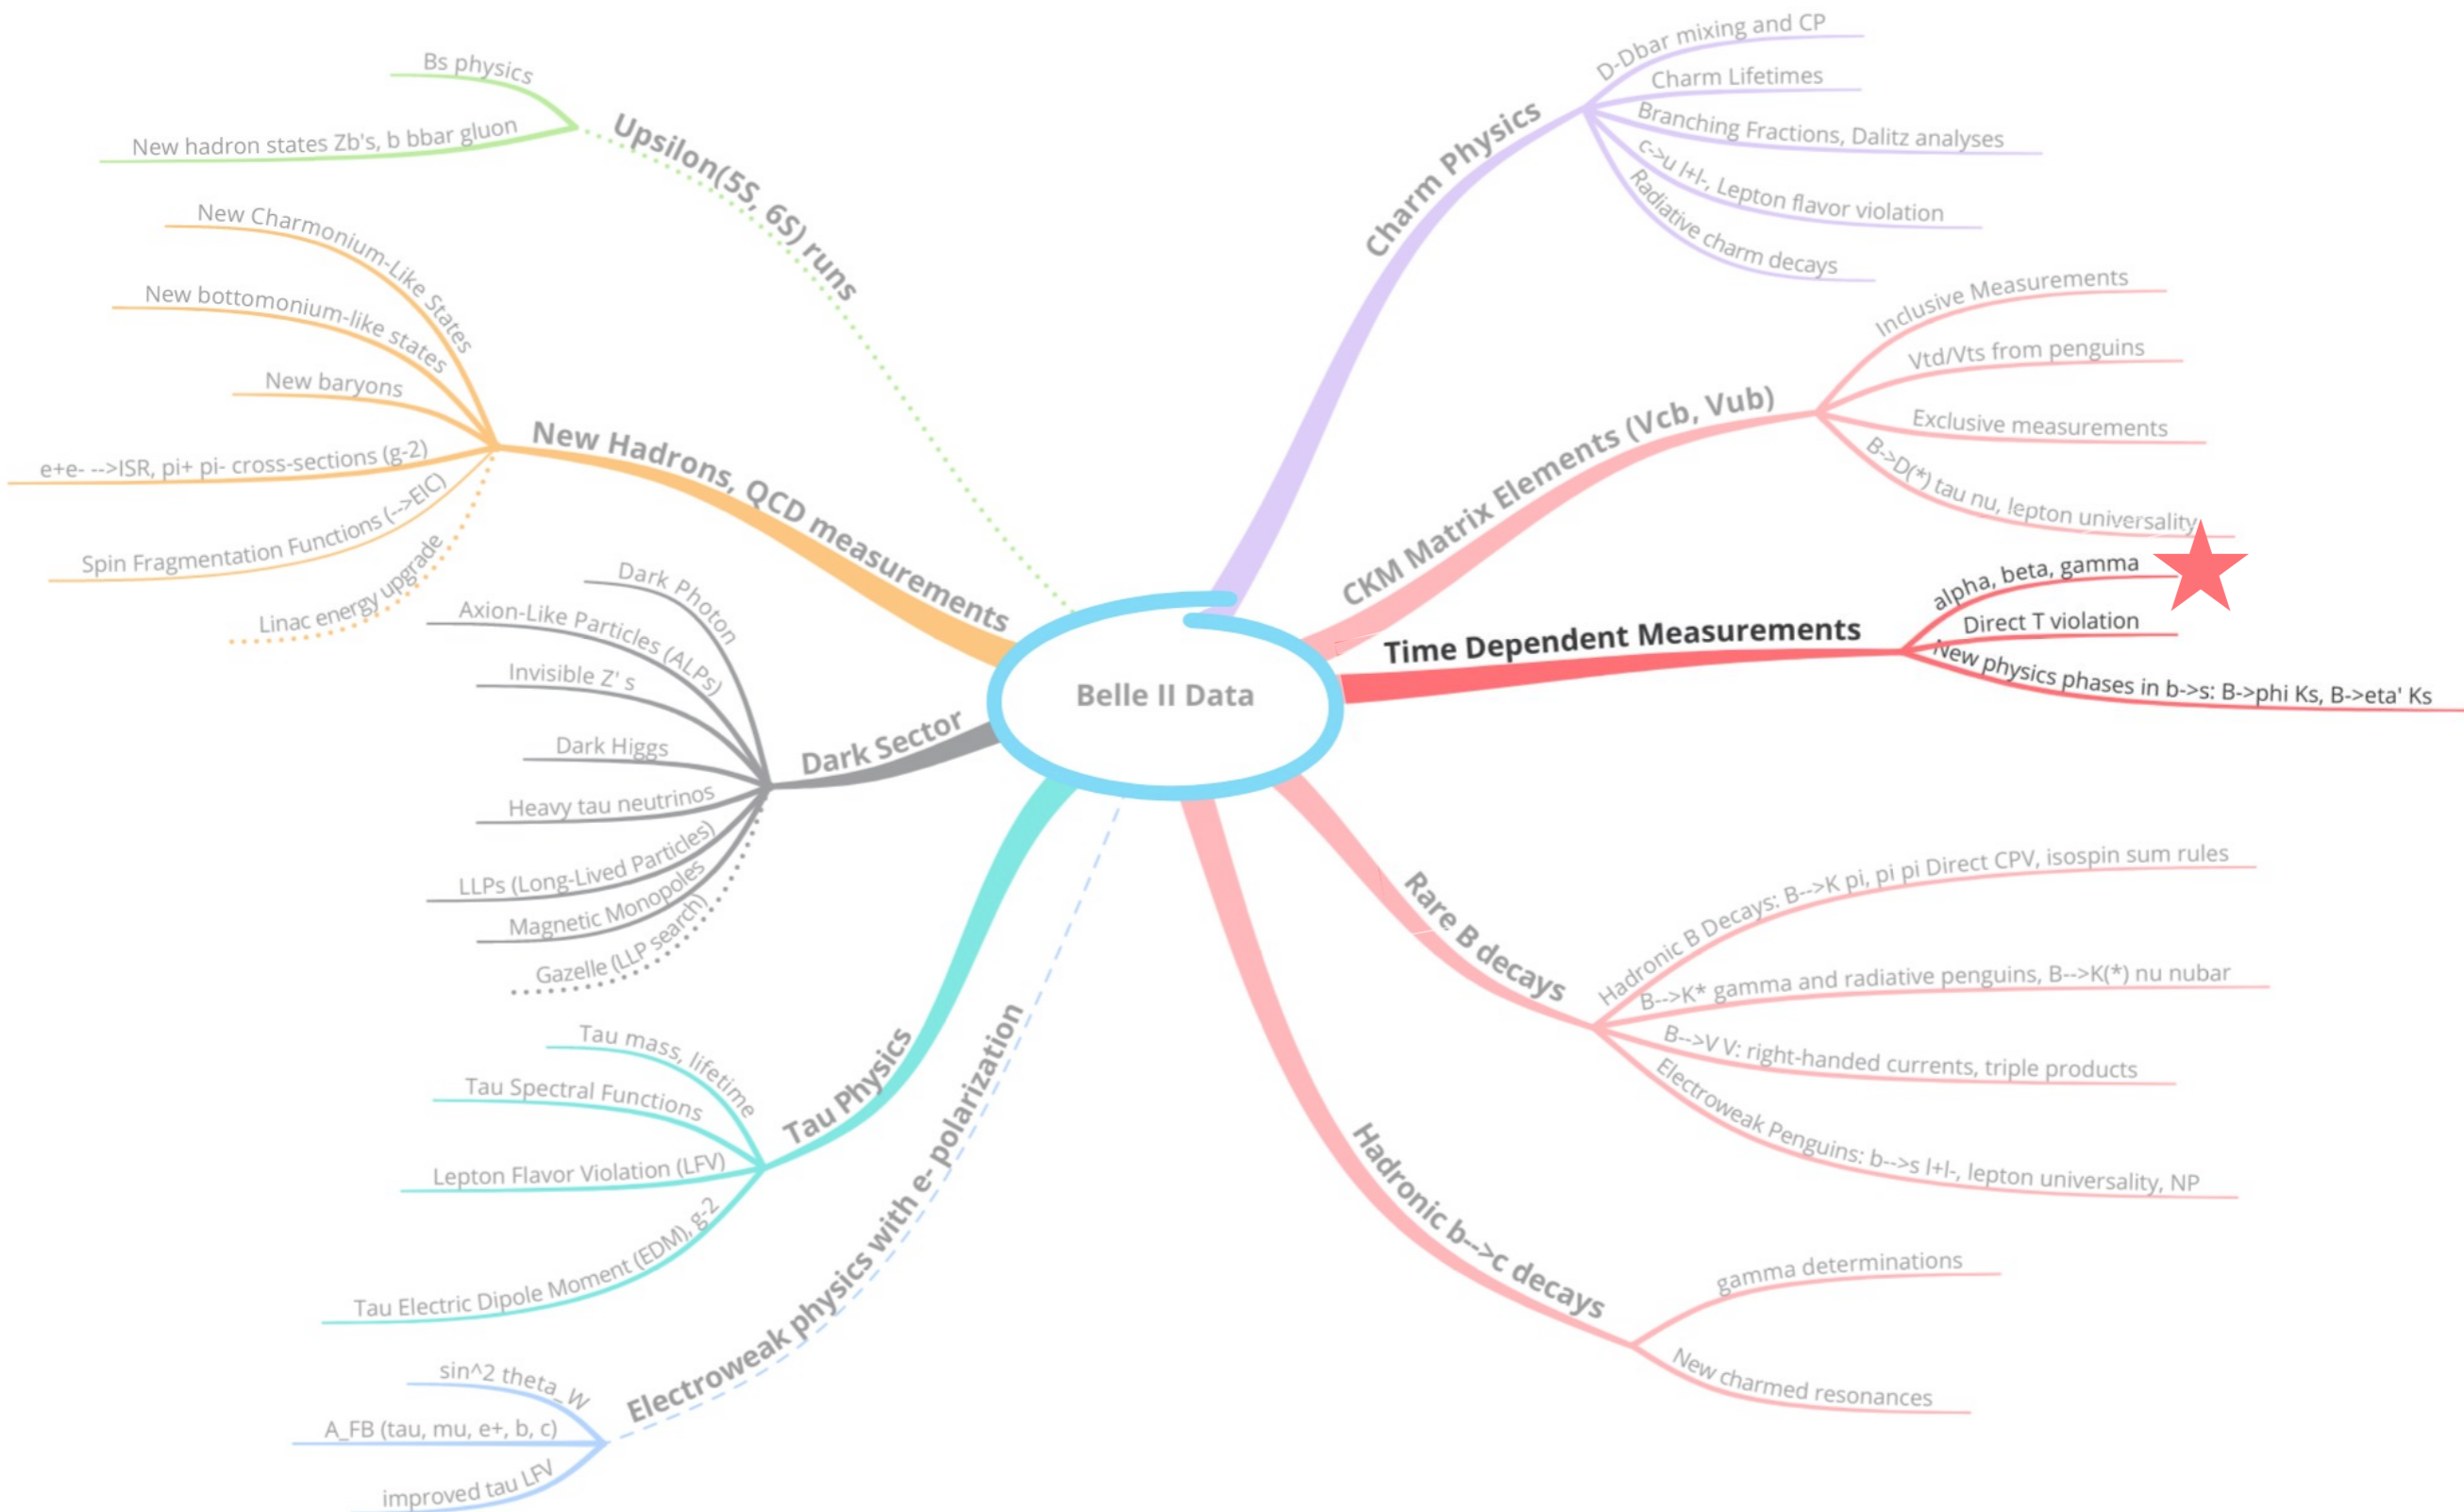 Belle II Data
Charm Physics
D-Dbar mixing and CP
Charm Lifetimes
Branching Fractions, Dalitz analyses
c->u l+l-, Lepton flavor violation
Radiative charm decays
CKM Matrix Elements (Vcb, Vub)
Inclusive Measurements
Vtd/Vts from penguins
Exclusive measurements
B->D(*) tau nu, lepton universality
Time Dependent Measurements
alpha, beta, gamma
Direct T violation
New physics phases in b->s: B->phi Ks, B->eta' Ks
Rare B decays
Hadronic B Decays: B-->K pi, pi pi Direct CPV, isospin sum rules
B-->K* gamma and radiative penguins, B-->K(*) nu nubar
B-->V V: right-handed currents, triple products
Electroweak Penguins: b-->s l+l-, lepton universality, NP
Hadronic b-->c decays
gamma determinations
New charmed resonances
Upsilon(5S, 6S) runs
Bs physics
New hadron states Zb's, b bbar gluon
New Hadrons, QCD measurements
New Charmonium-Like States
New bottomonium-like states
New baryons
e+e- -->ISR, pi+ pi- cross-sections (g-2)
Spin Fragmentation Functions (-->EIC)
Linac energy upgrade
Dark Sector
Dark Photon
Axion-Like Particles (ALPs)
Invisible Z' s
Dark Higgs
Heavy tau neutrinos
LLPs (Long-Lived Particles)
Magnetic Monopoles
Gazelle (LLP search)
Tau Physics
Tau mass, lifetime
Tau Spectral Functions
Lepton Flavor Violation (LFV)
Tau Electric Dipole Moment (EDM), g-2
Electroweak physics with e- polarization
sin^2 theta_W
A_FB (tau, mu, e+, b, c)
improved tau LFV